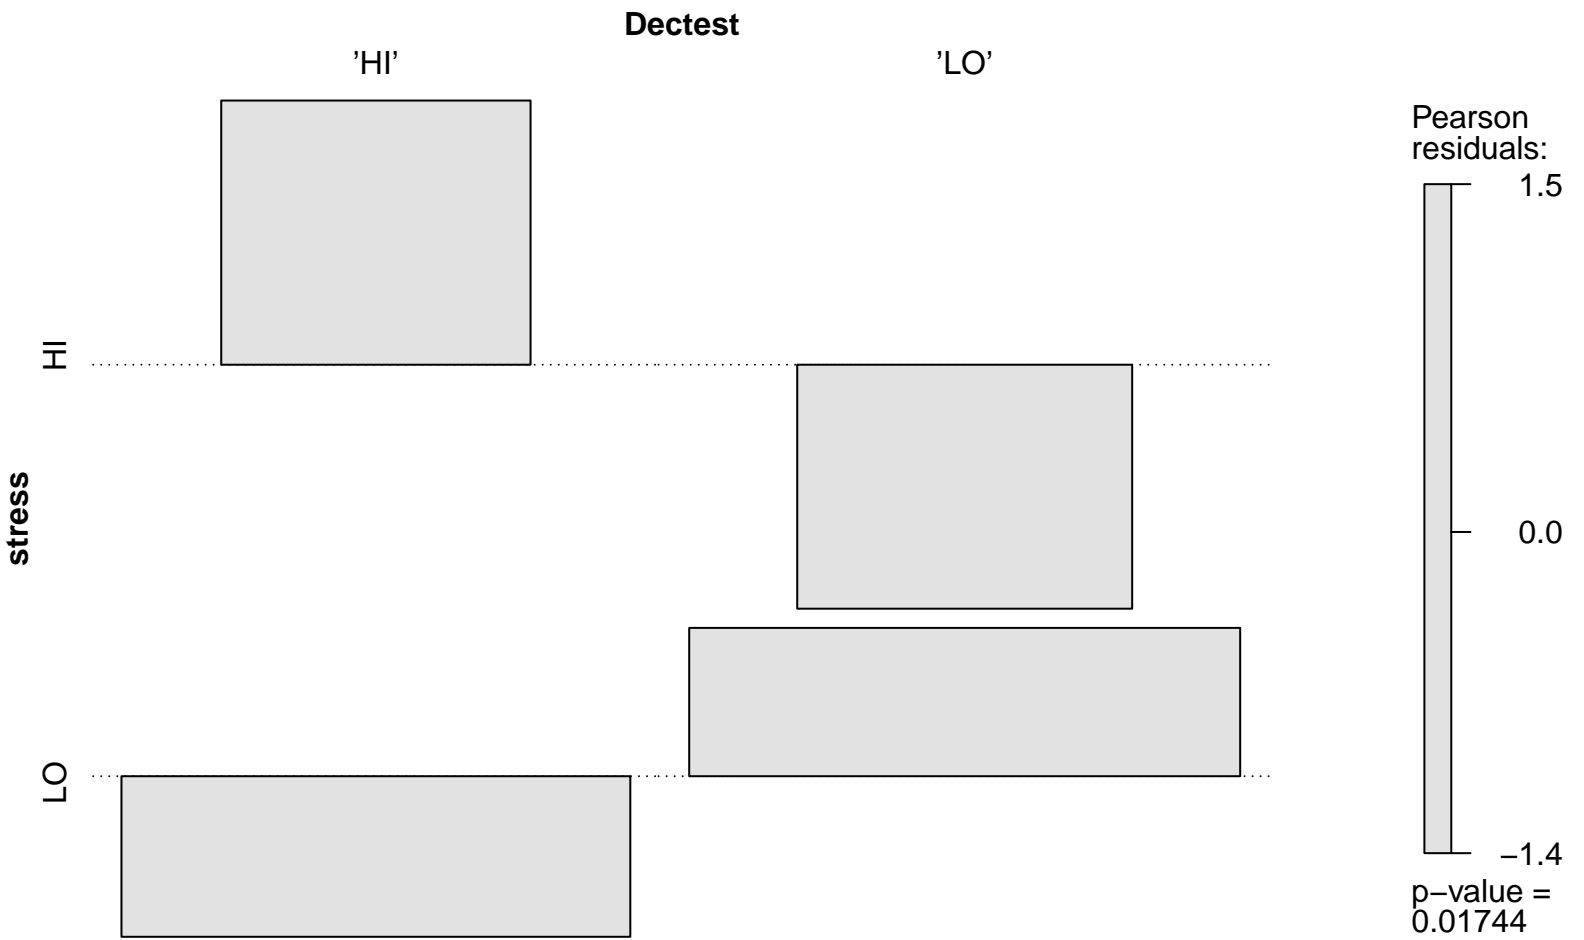 Dectest
’HI’ ’LO’
HI
stress
LO
Pearson
residuals:
1.5
0.0
−1.4
p−value =
0.01744